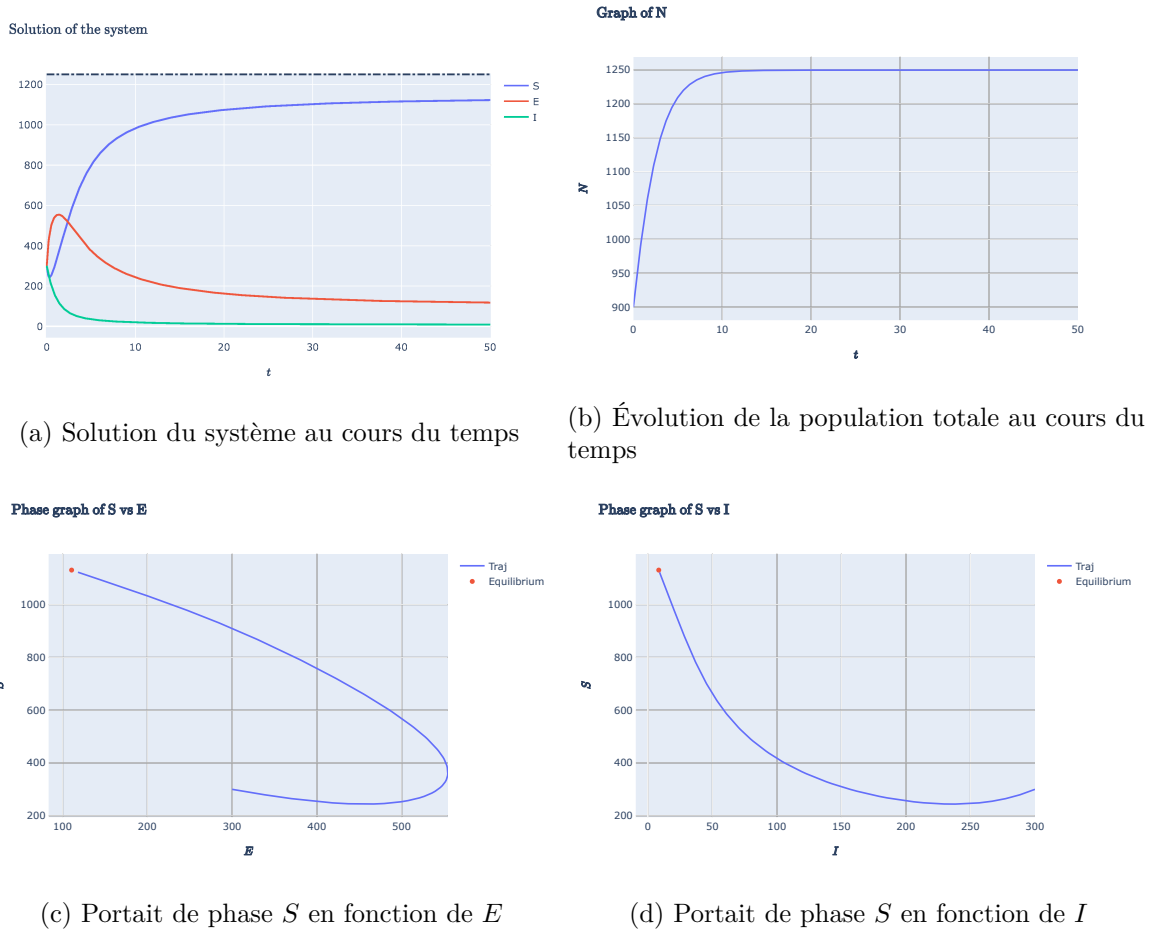 Solution of the system
1200
1000
800
600
400
200
0
0 10 20 30 40 50
t
S
E
I
(a) Solution du système au cours du temps
Graph of N
1250
1200
1150
1100
1050
1000
950
900
N
0 10 20 30 40 50
t
(b) Évolution de la population totale au cours du
temps
Phase graph of S vs E
1000
800
600
400
200
100 200 300 400 500
E
Traj
Equilibrium
(c) Portait de phase S en fonction de E
Phase graph of S vs I
1000
800
600
400
200
S
0 50 100 150 200 250 300
I
Traj
Equilibrium
(d) Portait de phase S en fonction de I